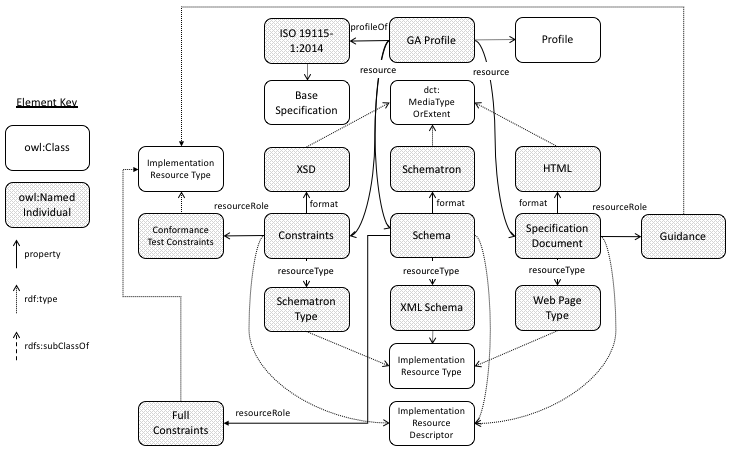 ISO 19115-
1:2014
profileOf
GA Profile
Profile
resource
resource
Base
Specification
dct:
MediaType
OrExtent
Element Key
owl:Class
Implementation
Resource Type
XSD
Schematron
HTML
owl:Named
Individual
resourceRole
format
format
format
resourceRole
Conformance
Test Constraints
Constraints
Schema
Specification
Document
Guidance
property
resourceType
resourceType
resourceType
rdf:type
Schematron
Type
XML Schema
Web Page
Type
rdfs:subClassOf
Implementation
Resource Type
Full
Constraints
resourceRole
Implementation
Resource
Descriptor